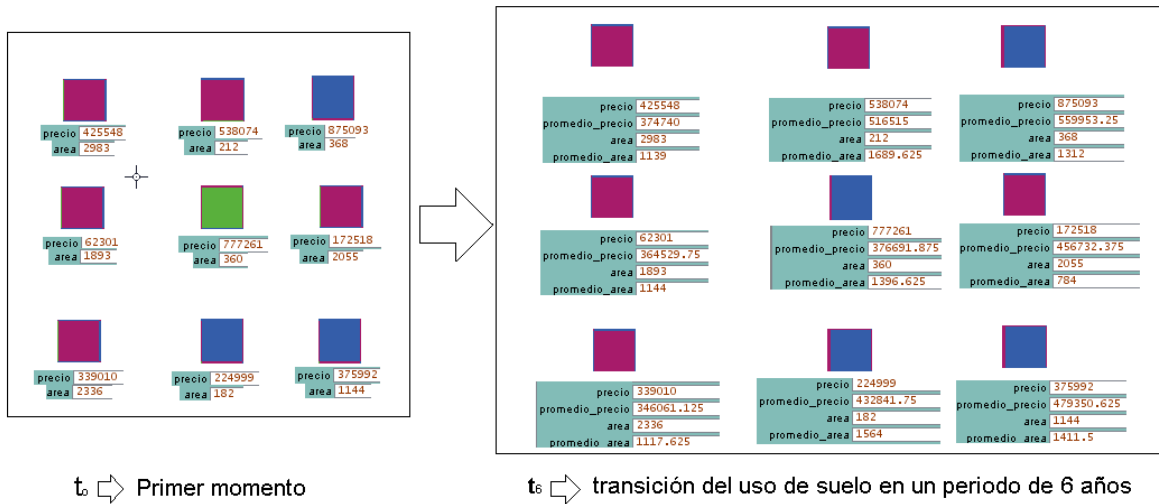 precio 425548
area 2983
precio 538074
area 212
precio 875093
area 368
precio 62301
area 1893
precio 777261
area 360
precio 172518
area 2055
precio 339010
area 2336
precio 224999
area 182
precio 375992
area 1144
precio 425548
promedio_precio 374740
area 2983
promedio_area 1139
precio 538074
promedio_precio 516515
area 212
promedio_area 1689.625
precio 875093
promedio_precio 559953.25
area 368
promedio_area 1312
precio 62301
promedio_precio 364529.75
area 1893
promedio_area 1144
precio 777261
promedio_precio 376691.875
area 360
promedio_area 1396.625
precio 172518
promedio_precio 456732.375
area 2055
promedio_area 784
precio 339010
promedio_precio 346061.125
area 2336
promedio_area 1117.625
precio 224999
promedio_precio 432841.75
area 182
promedio_area 1564
precio 375992
promedio_precio 479350.625
area 1144
promedio_area 1411.5
t₀ Primer momento
t₆ transición del uso de suelo en un periodo de 6 años